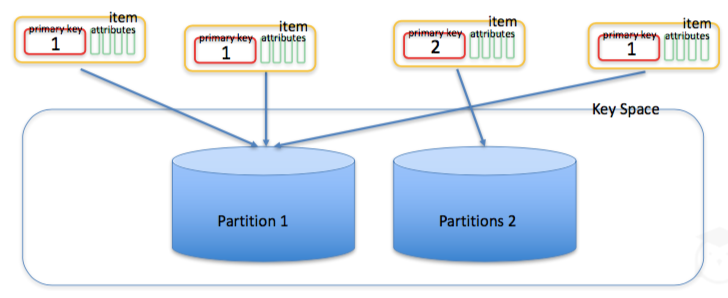 item
primary key attributes
1
item
primary key attributes
1
item
primary key attributes
2
item
primary key attributes
1
Key Space
Partition 1
Partitions 2